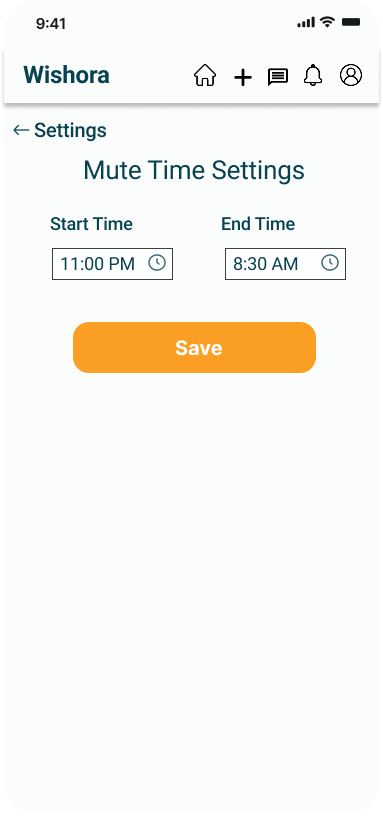 9:41
Wishora
Settings
Mute Time Settings
Start Time End Time
11:00 PM 8:30 AM
Save